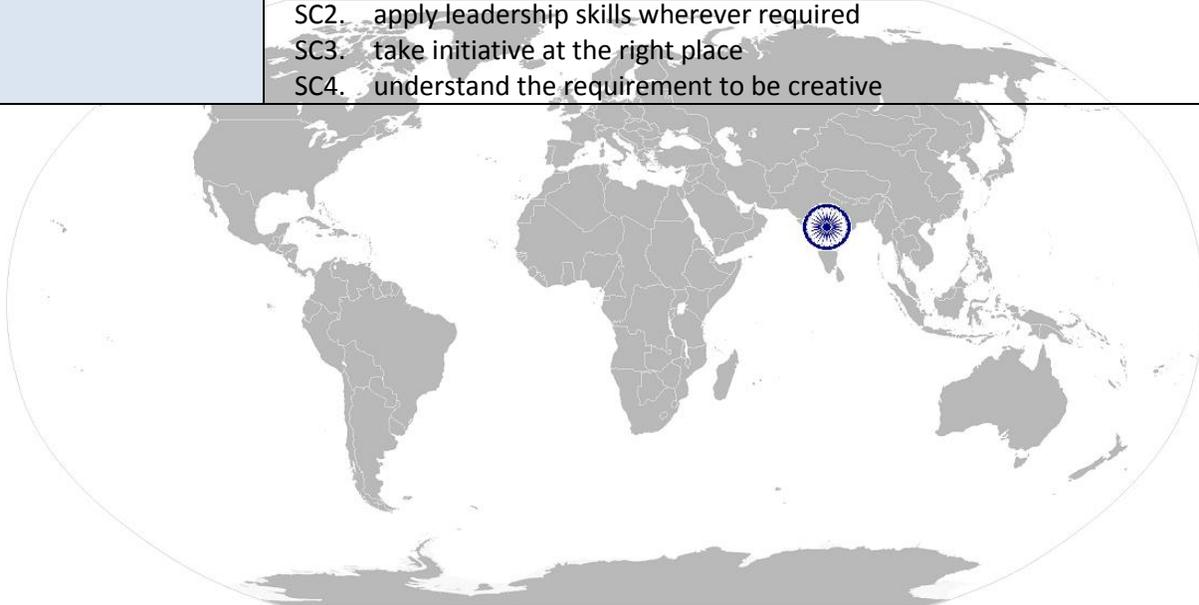 SC2. apply leadership skills wherever required
SC3. take initiative at the right place
SC4. understand the requirement to be creative